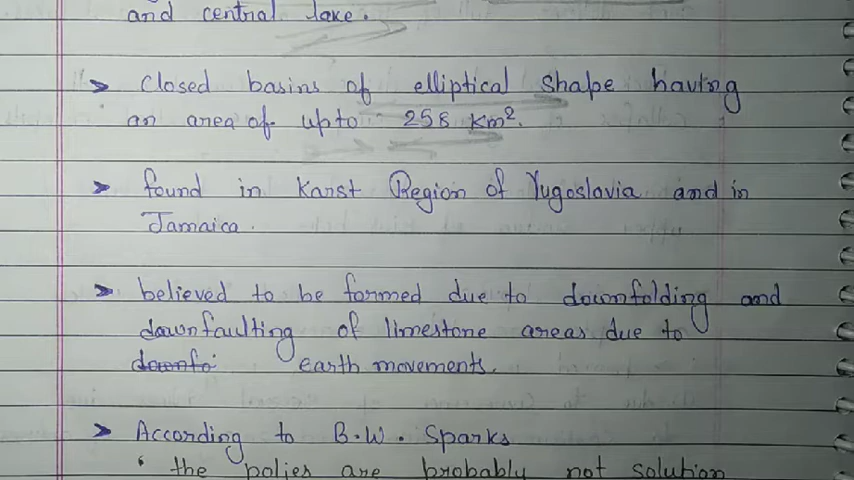 and central lake.
➢ Closed basins of elliptical shape having
an area of upto 258 km².
➢ found in Karst Region of Yugoslovia and in
Jamaica.
➢ believed to be formed due to downfolding and
downfaulting of limestone areas due to
downfo earth movements.
➢ According to B.W. Sparks
• the poljes are probably not solution